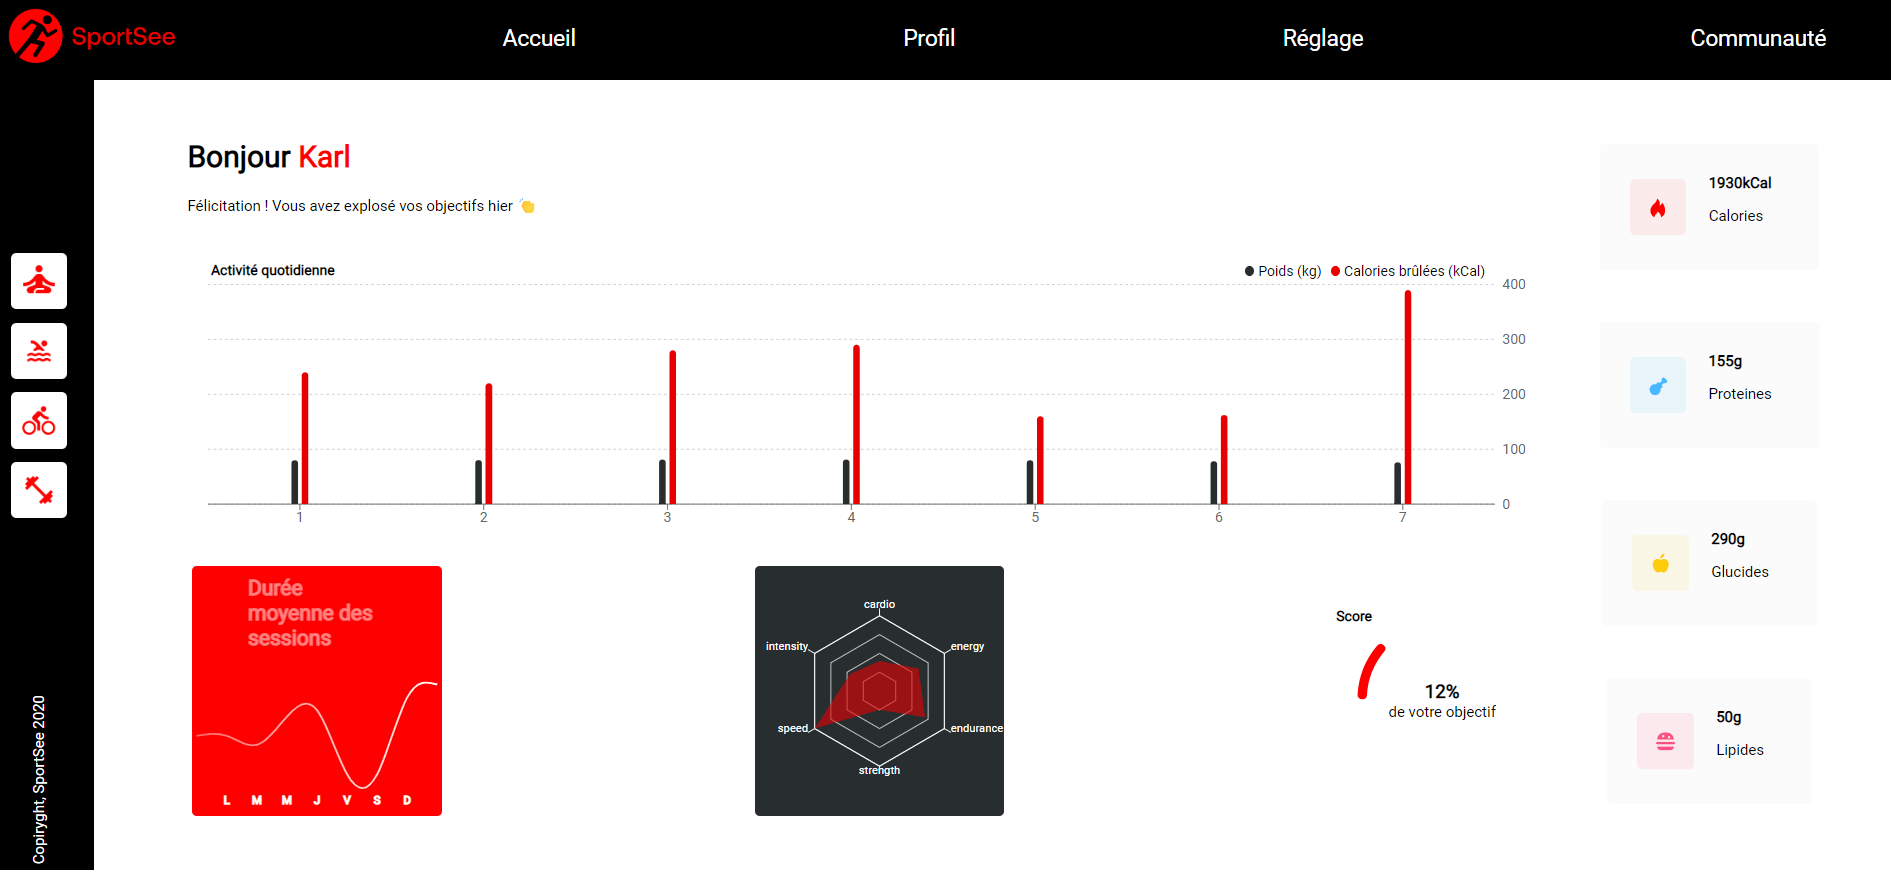 SportSee
Accueil
Profil
Réglage
Communauté
Bonjour Karl
Félicitation ! Vous avez explosé vos objectifs hier 👏
Activité quotidienne
Poids (kg)
Calories brûlées (kCal)
400
300
200
100
0
1
2
3
4
5
6
7
Durée
moyenne des
sessions
L M M J V S D
cardio
energy
endurance
strength
speed
intensity
Score
12%
de votre objectif
1930kCal
Calories
155g
Proteines
290g
Glucides
50g
Lipides
Copiryght, SportSee 2020